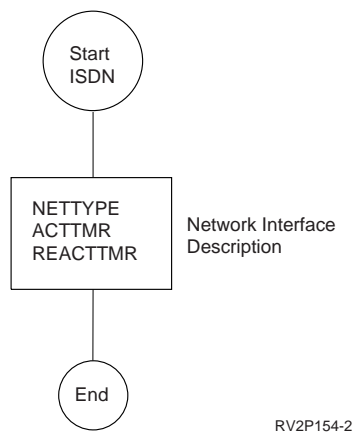 Start
ISDN
NETTYPE
ACTTMR
REACTTMR
Network Interface
Description
End
RV2P154-2